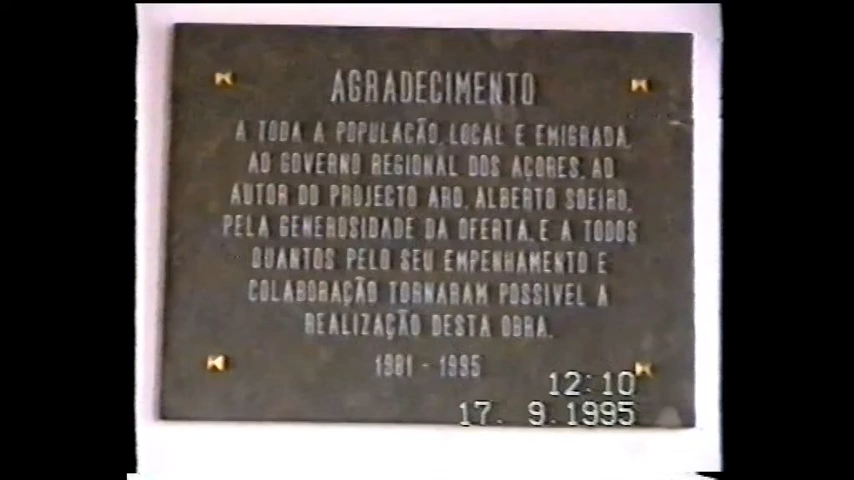 AGRADECIMENTO
A TODA A POPULAÇÃO, LOCAL E EMIGRADA,
AO GOVERNO REGIONAL DOS AÇORES, AO
AUTOR DO PROJECTO ARQ. ALBERTO SOEIRO,
PELA GENEROSIDADE DA OFERTA, E A TODOS
QUANTOS PELO SEU EMPENHAMENTO E
COLABORAÇÃO TORNARAM POSSIVEL A
REALIZAÇÃO DESTA OBRA.
1981 - 1995
12:10
17. 9.1995